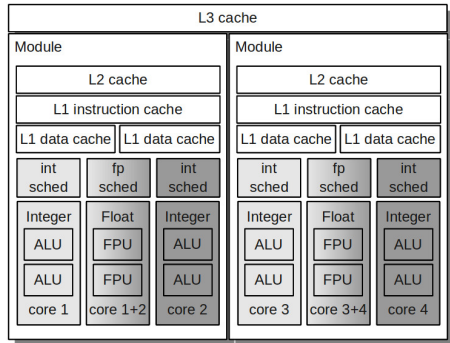 L3 cache
Module
L2 cache
L1 instruction cache
L1 data cache L1 data cache
int fp int
sched sched sched
Integer Float Integer
ALU FPU ALU
ALU FPU ALU
core 1 core 1+2 core 2
Module
L2 cache
L1 instruction cache
L1 data cache L1 data cache
int fp int
sched sched sched
Integer Float Integer
ALU FPU ALU
ALU FPU ALU
core 3 core 3+4 core 4